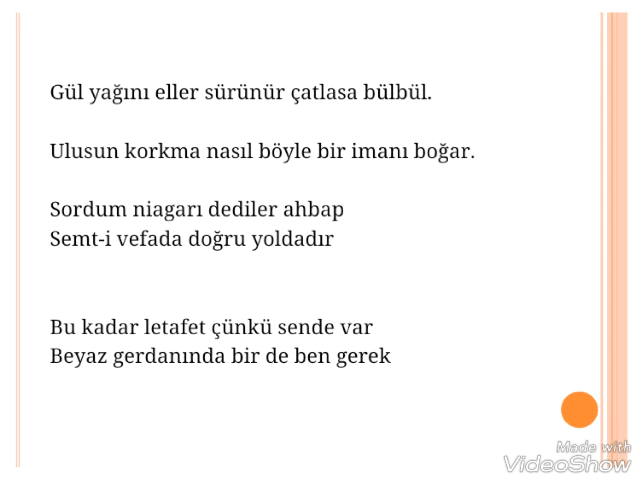 Gül yağını eller sürünür çatlasa bülbül.
Ulusun korkma nasıl böyle bir imanı boğar.
Sordum niagarı dediler ahbap
Semt-i vefada doğru yoldadır
Bu kadar letafet çünkü sende var
Beyaz gerdanında bir de ben gerek
Made with
VideoShow